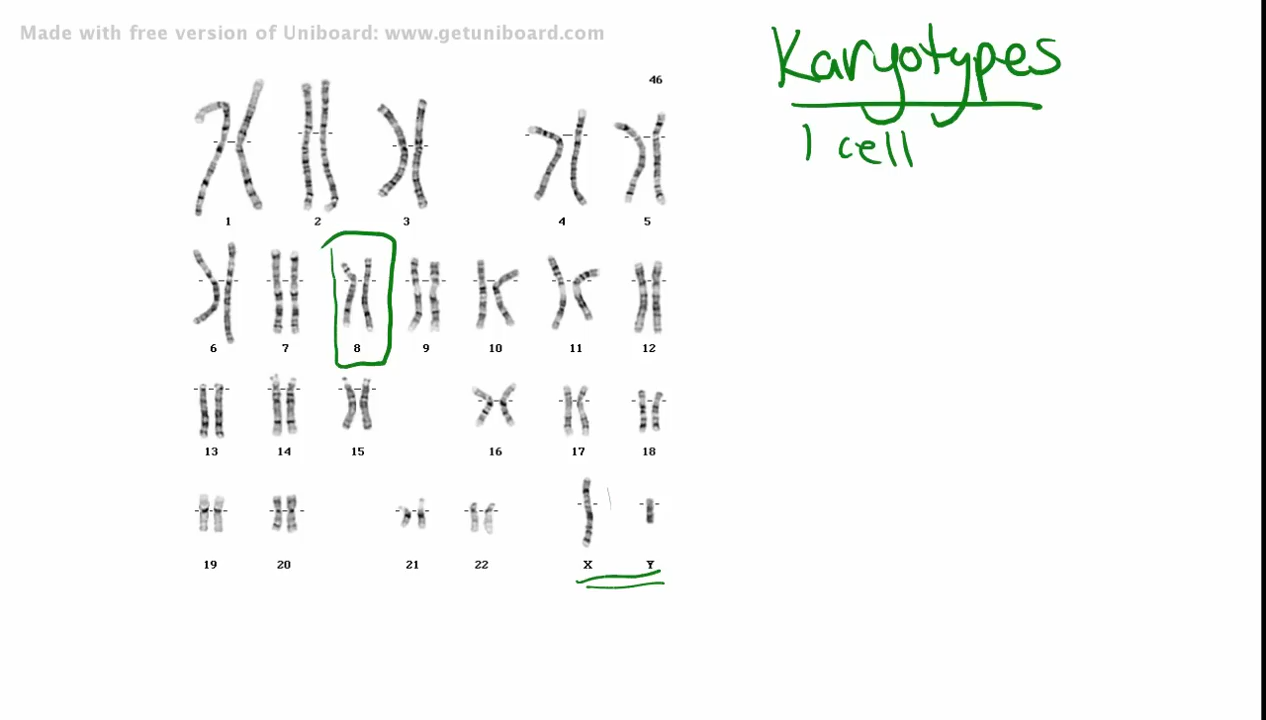 Made with free version of Uniboard: www.getuniboard.com
Karyotypes
1 cell
46
1 2 3 4 5
6 7 8 9 10 11 12
13 14 15 16 17 18
19 20 21 22 X Y